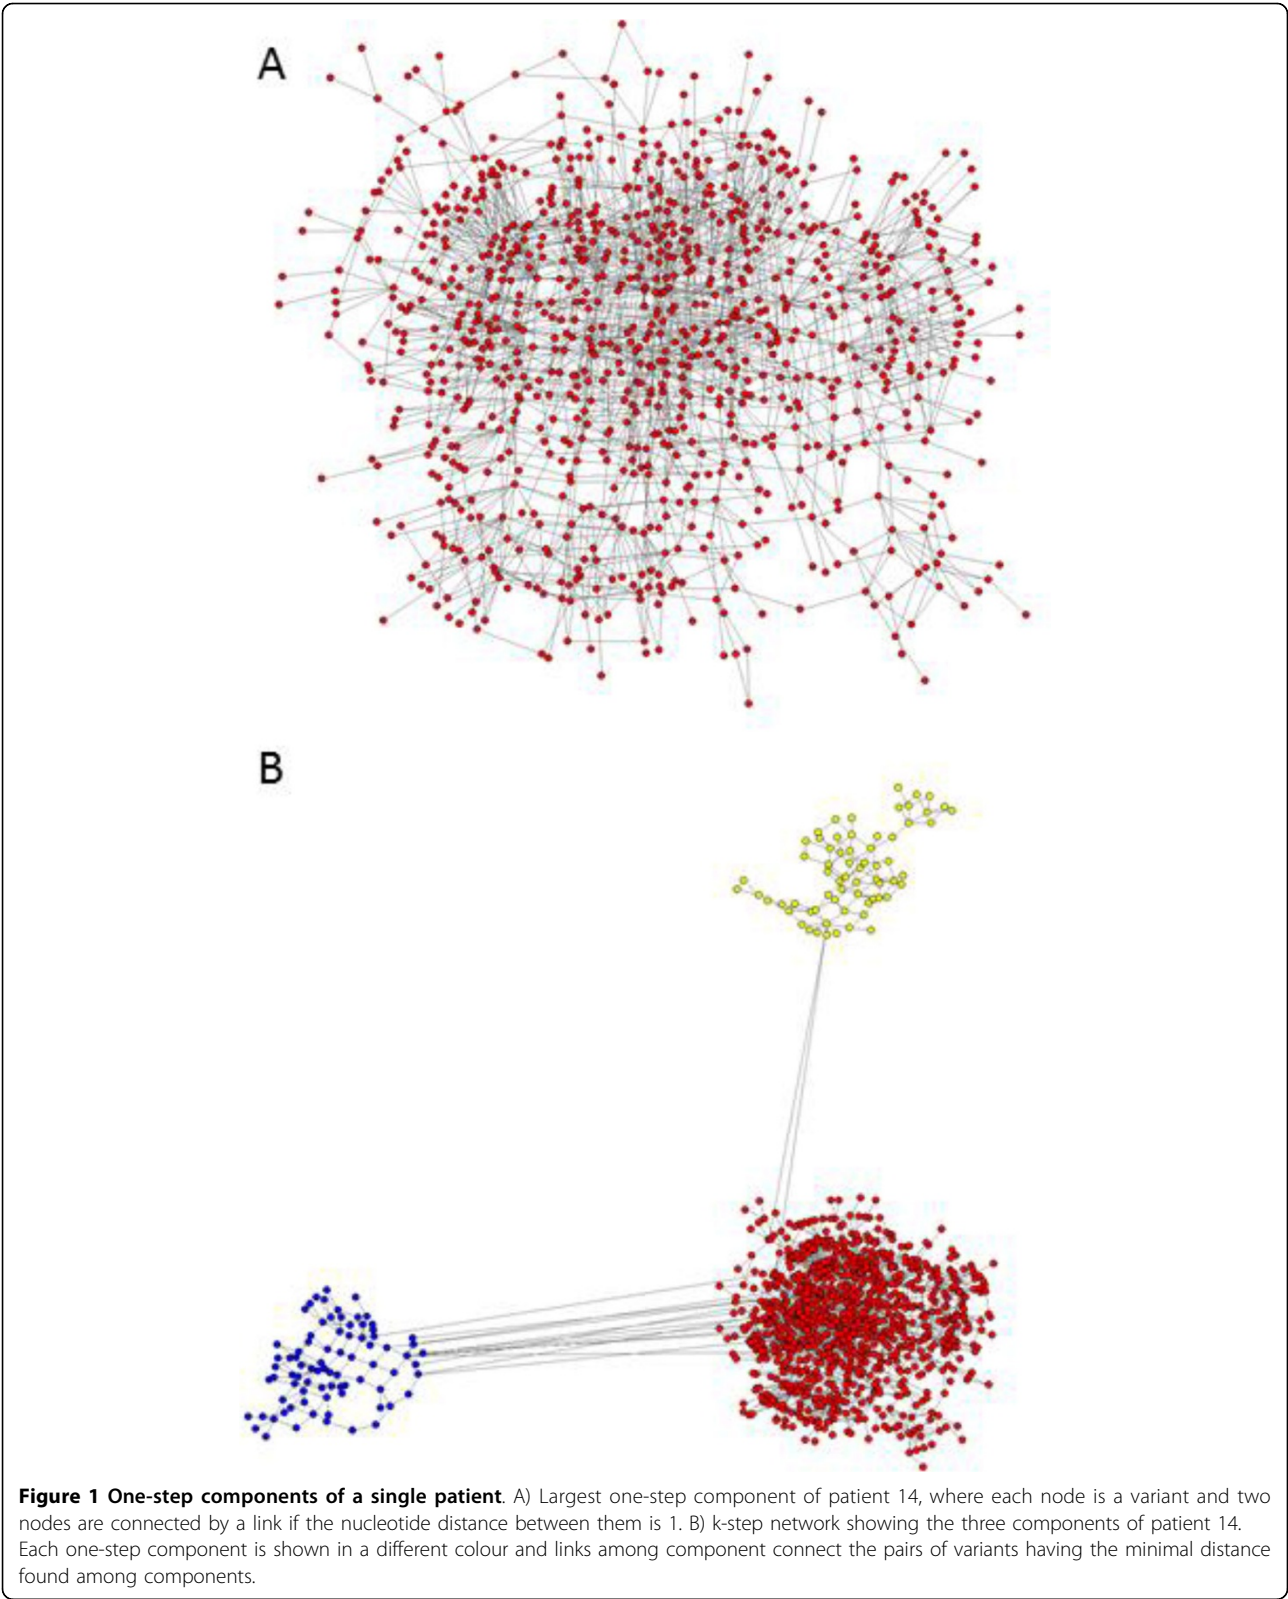 A
B
Figure 1 One-step components of a single patient. A) Largest one-step component of patient 14, where each node is a variant and two
nodes are connected by a link if the nucleotide distance between them is 1. B) k-step network showing the three components of patient 14.
Each one-step component is shown in a different colour and links among component connect the pairs of variants having the minimal distance
found among components.